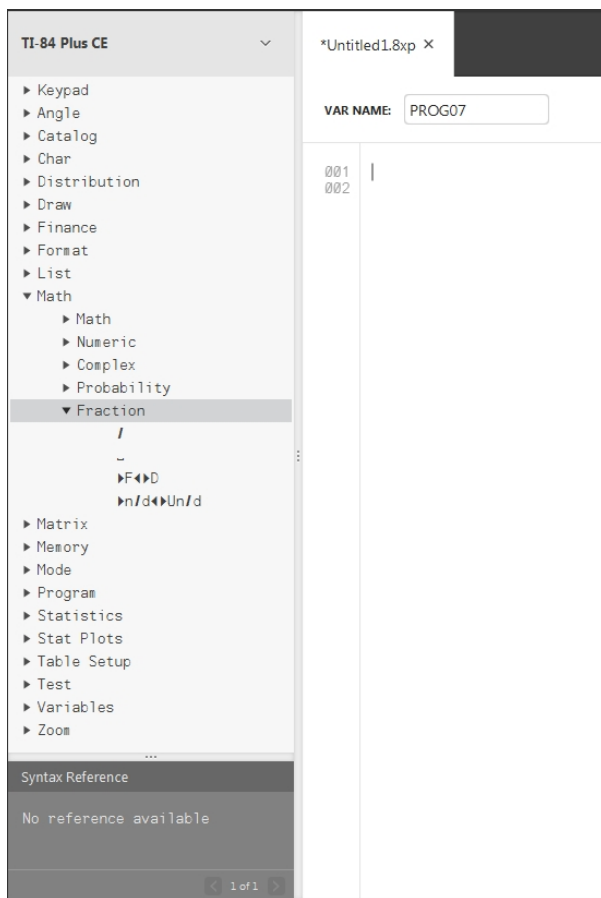 TI-84 Plus CE
*Untitled1.8xp ×
VAR NAME: PROG07
001
002
▶ Keypad
▶ Angle
▶ Catalog
▶ Char
▶ Distribution
▶ Draw
▶ Finance
▶ Format
▶ List
▼ Math
▶ Math
▶ Numeric
▶ Complex
▶ Probability
▼ Fraction
/
⎵
▶F◀▶D
▶n/d◀▶Un/d
▶ Matrix
▶ Memory
▶ Mode
▶ Program
▶ Statistics
▶ Stat Plots
▶ Table Setup
▶ Test
▶ Variables
▶ Zoom
Syntax Reference
No reference available
1 of 1